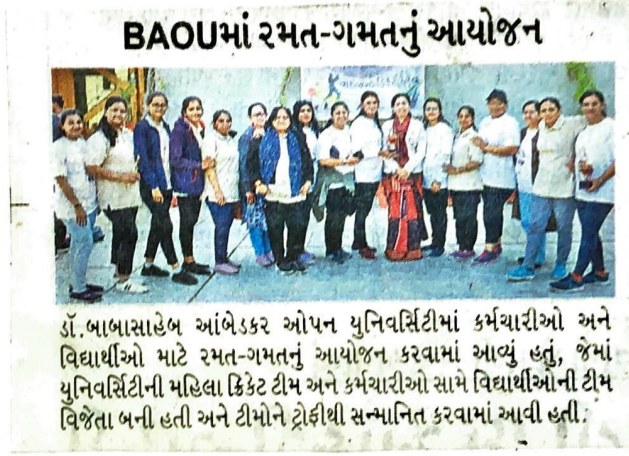 BAOUમાં રમત-ગમતનું આયોજન
ડૉ.બાબાસાહેબ આંબેડકર ઓપન યુનિવર્સિટીમાં કર્મચારીઓ અને
વિદ્યાર્થીઓ માટે રમત-ગમતનું આયોજન કરવામાં આવ્યું હતું, જેમાં
યુનિવર્સિટીની મહિલા ક્રિકેટ ટીમ અને કર્મચારીઓ સામે વિદ્યાર્થીઓની ટીમ
વિજેતા બની હતી અને ટીમોને ટ્રોફીથી સન્માનિત કરવામાં આવી હતી.